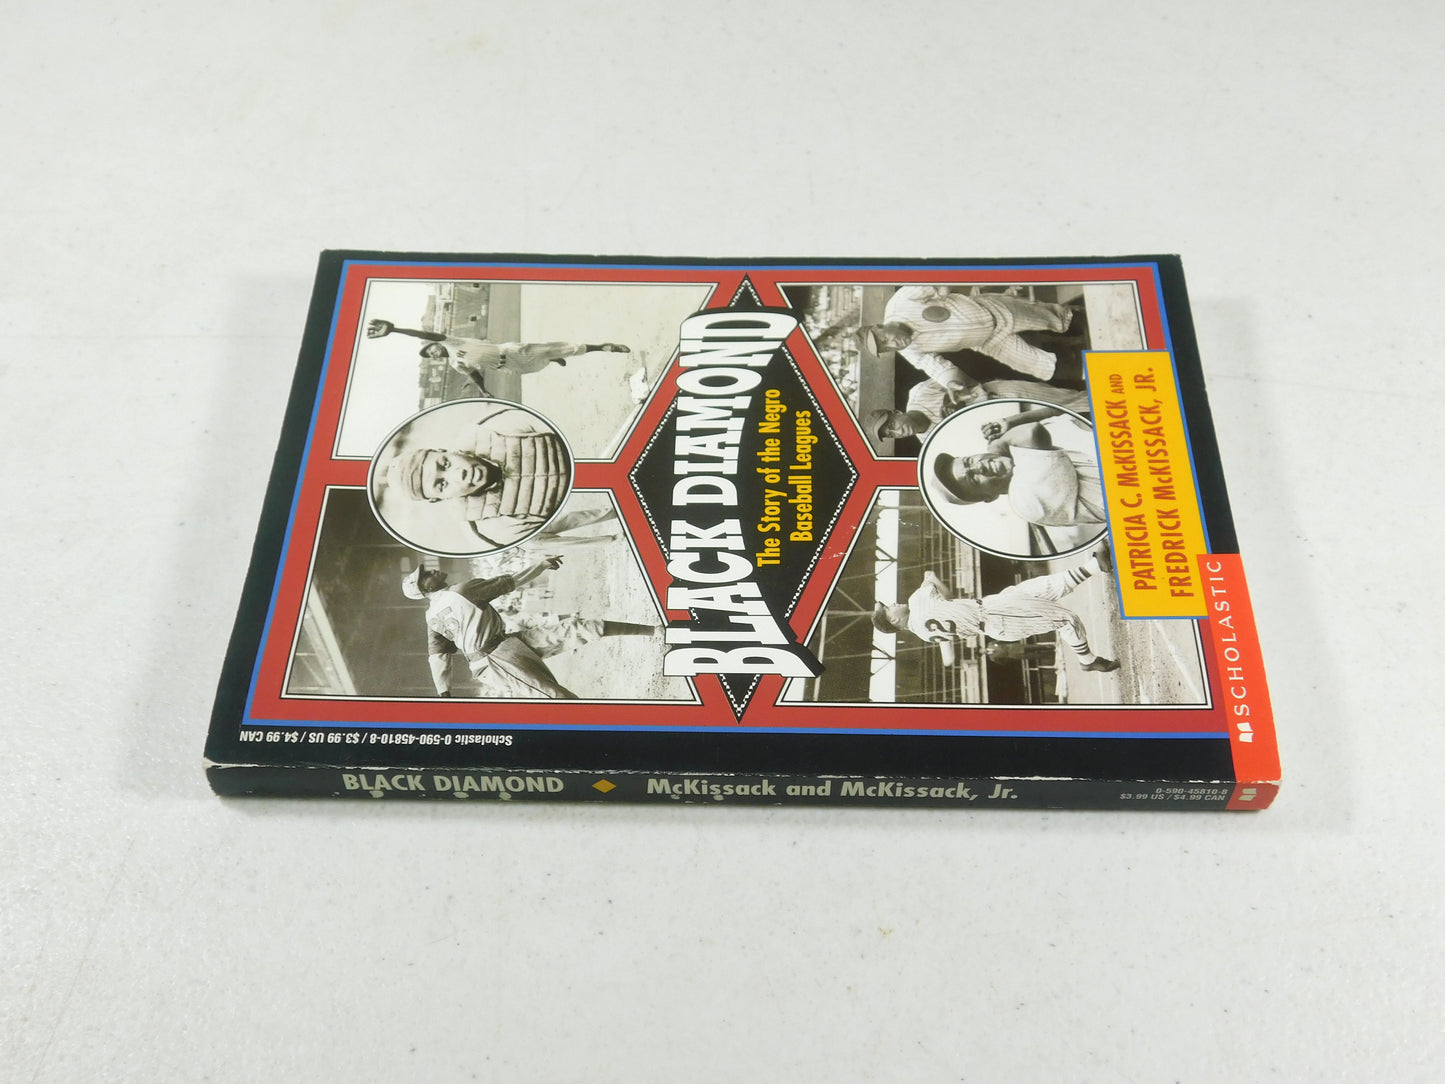 BLACK DIAMOND
The Story of the Negro
Baseball Leagues
PATRICIA C. McKISSACK AND
FREDRICK McKISSACK, JR.
SCHOLASTIC
Scholastic 0-590-45810-8 / $3.99 US / $4.99 CAN
BLACK DIAMOND
McKissack and McKissack, Jr.
0-590-45810-8
$3.99 US / $4.99 CAN
22